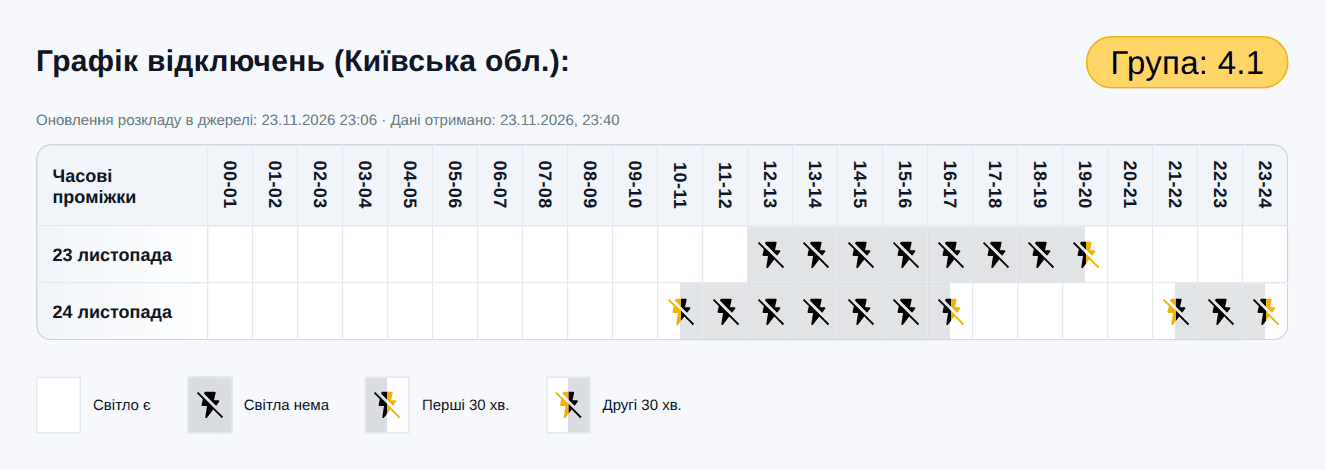 Графік відключень (Київська обл.):
Група: 4.1
Оновлення розкладу в джерелі: 23.11.2026 23:06 · Дані отримано: 23.11.2026, 23:40
Часові
проміжки
00-01
01-02
02-03
03-04
04-05
05-06
06-07
07-08
08-09
09-10
10-11
11-12
12-13
13-14
14-15
15-16
16-17
17-18
18-19
19-20
20-21
21-22
22-23
23-24
23 листопада
24 листопада
Світло є
Світла нема
Перші 30 хв.
Другі 30 хв.